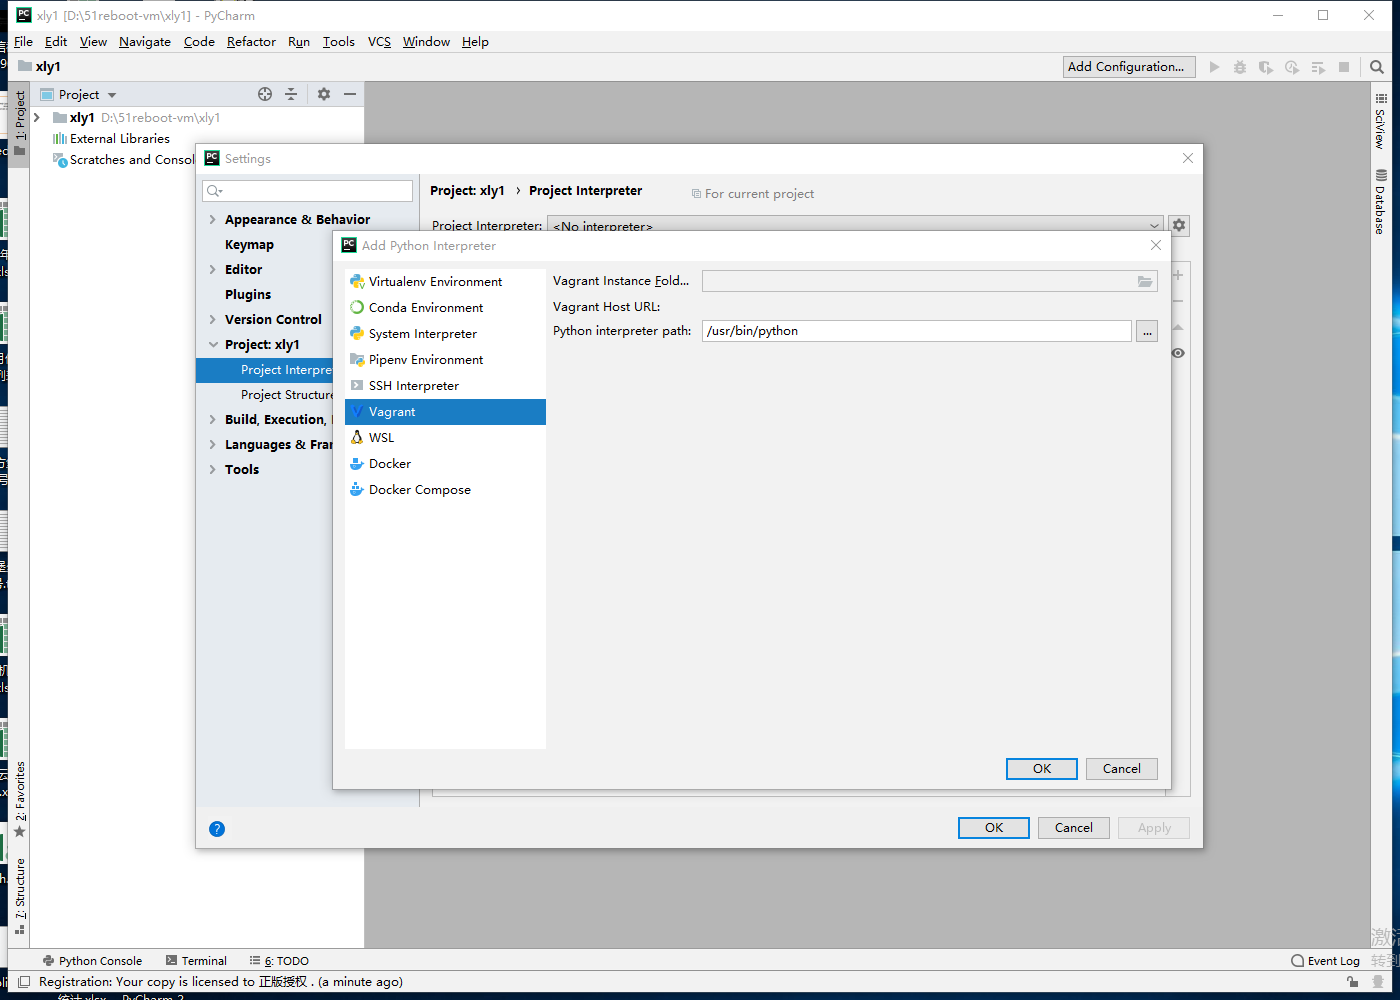 xly1 [D:\51reboot-vm\xly1] - PyCharm
File Edit View Navigate Code Refactor Run Tools VCS Window Help
xly1
Add Configuration...
1: Project
Project
xly1 D:\51reboot-vm\xly1
External Libraries
Scratches and Consol
SciView
Database
Settings
Project: xly1 › Project Interpreter
For current project
Project Interpreter: <No interpreter>
Appearance & Behavior
Keymap
Editor
Plugins
Version Control
Project: xly1
Project Interpre
Project Structure
Build, Execution,
Languages & Fra
Tools
Add Python Interpreter
Virtualenv Environment
Conda Environment
System Interpreter
Pipenv Environment
SSH Interpreter
Vagrant
WSL
Docker
Docker Compose
Vagrant Instance Fold...
Vagrant Host URL:
Python interpreter path: /usr/bin/python ...
OK Cancel
?
OK Cancel Apply
2: Favorites
7: Structure
Python Console Terminal 6: TODO
Event Log
Registration: Your copy is licensed to 正版授权 . (a minute ago)
激活
转到